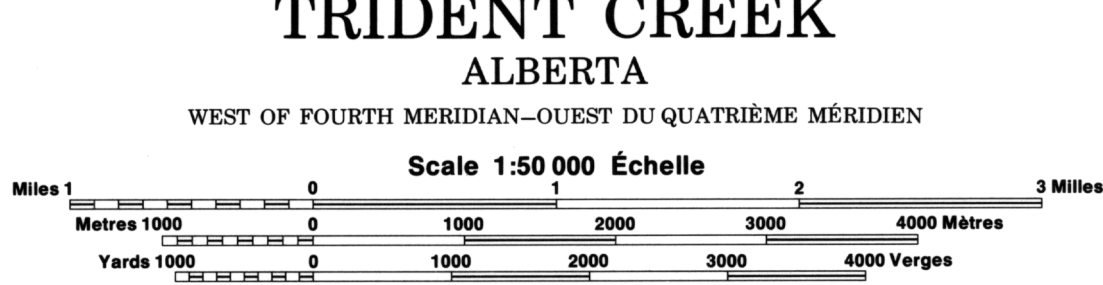 TRIDENT CREEK
ALBERTA
WEST OF FOURTH MERIDIAN–OUEST DU QUATRIÈME MÉRIDIEN
Scale 1:50 000 Échelle
Miles 1 0 1 2 3 Milles
Metres 1000 0 1000 2000 3000 4000 Mètres
Yards 1000 0 1000 2000 3000 4000 Verges